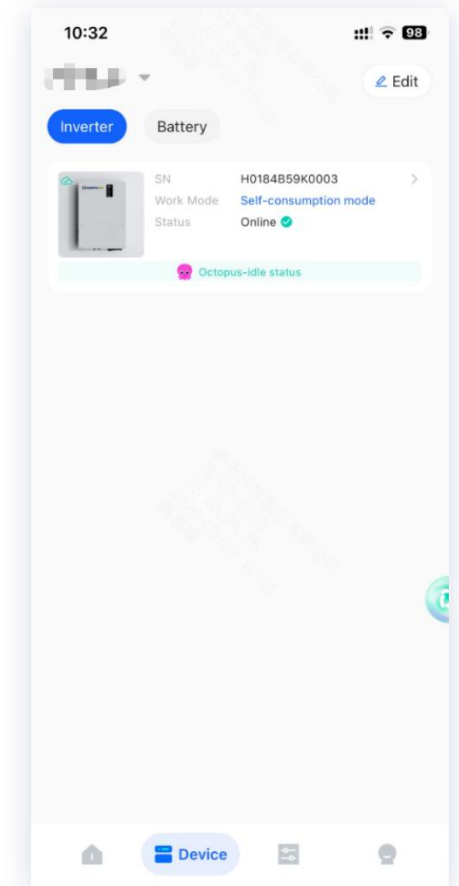 10:32
98
Edit
Inverter
Battery
SN H0184B59K0003
Work Mode Self-consumption mode
Status Online
Octopus-idle status
Device